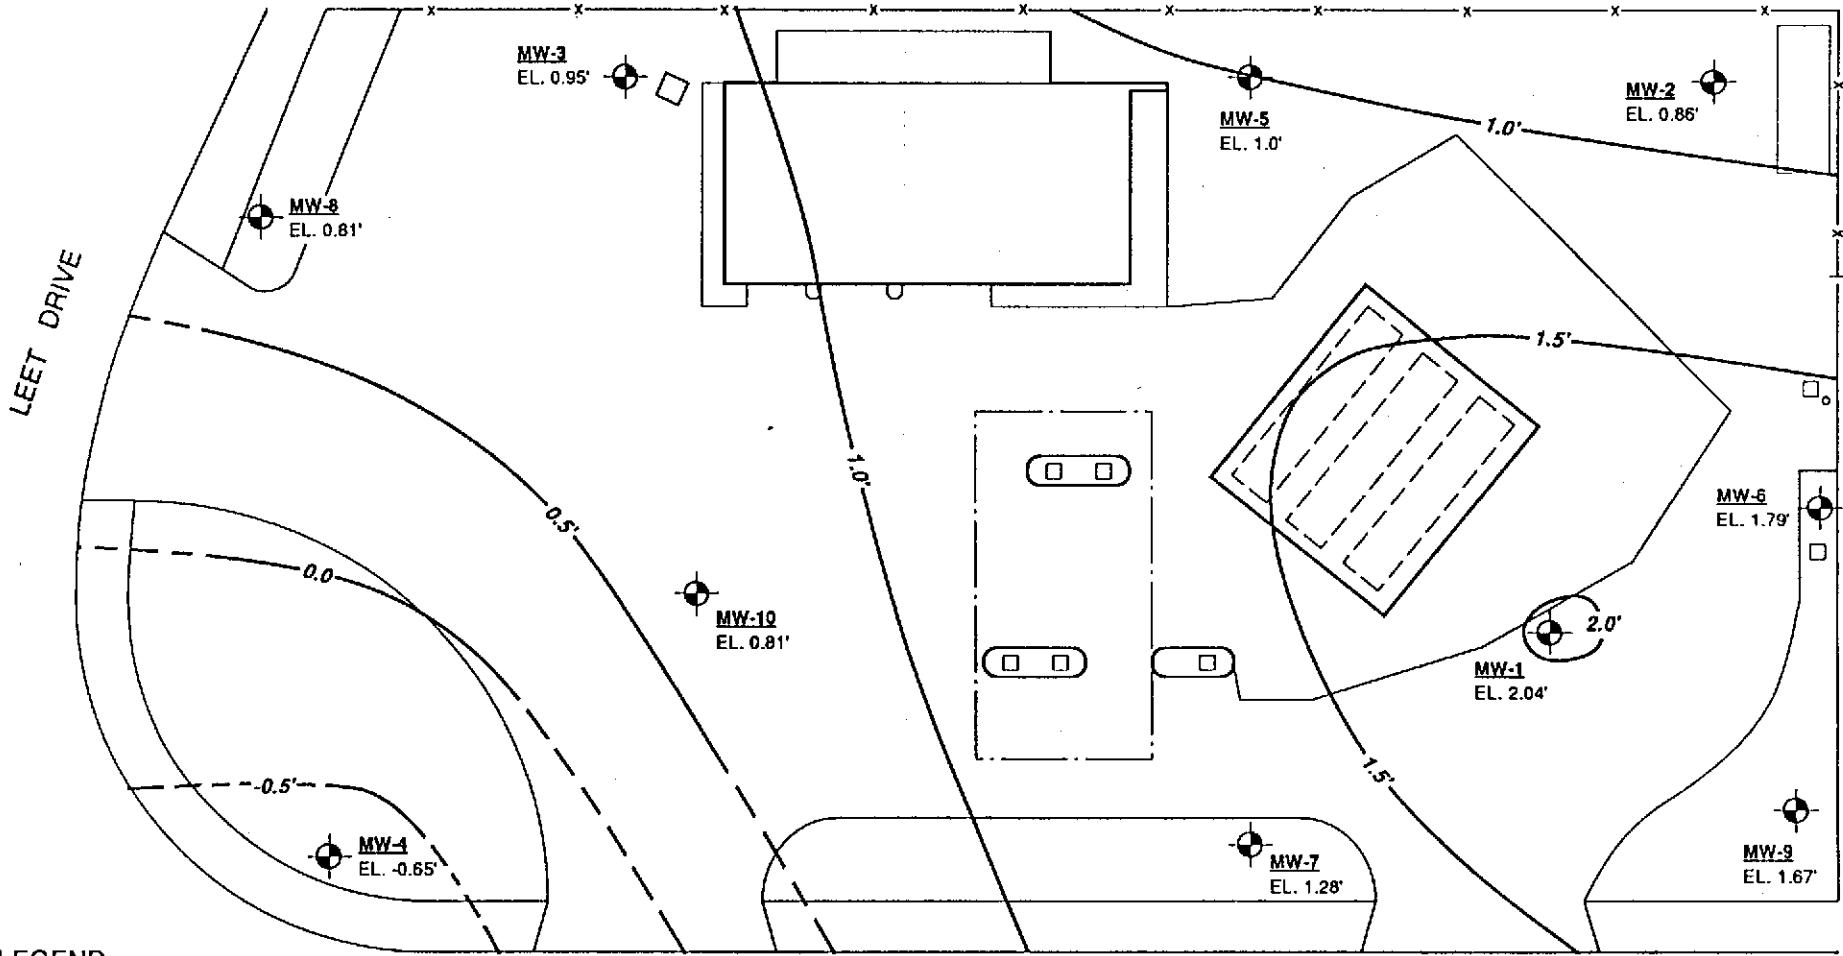 MW-3
EL. 0.95'
MW-5
EL. 1.0'
MW-2
EL. 0.86'
1.0'
MW-8
EL. 0.81'
LEET DRIVE
1.5'
1.0'
0.5'
MW-6
EL. 1.79'
0.0
MW-10
EL. 0.81'
2.0'
MW-1
EL. 2.04'
-0.5'
1.5'
MW-4
EL. -0.65'
MW-7
EL. 1.28'
MW-9
EL. 1.67'
LEGEND